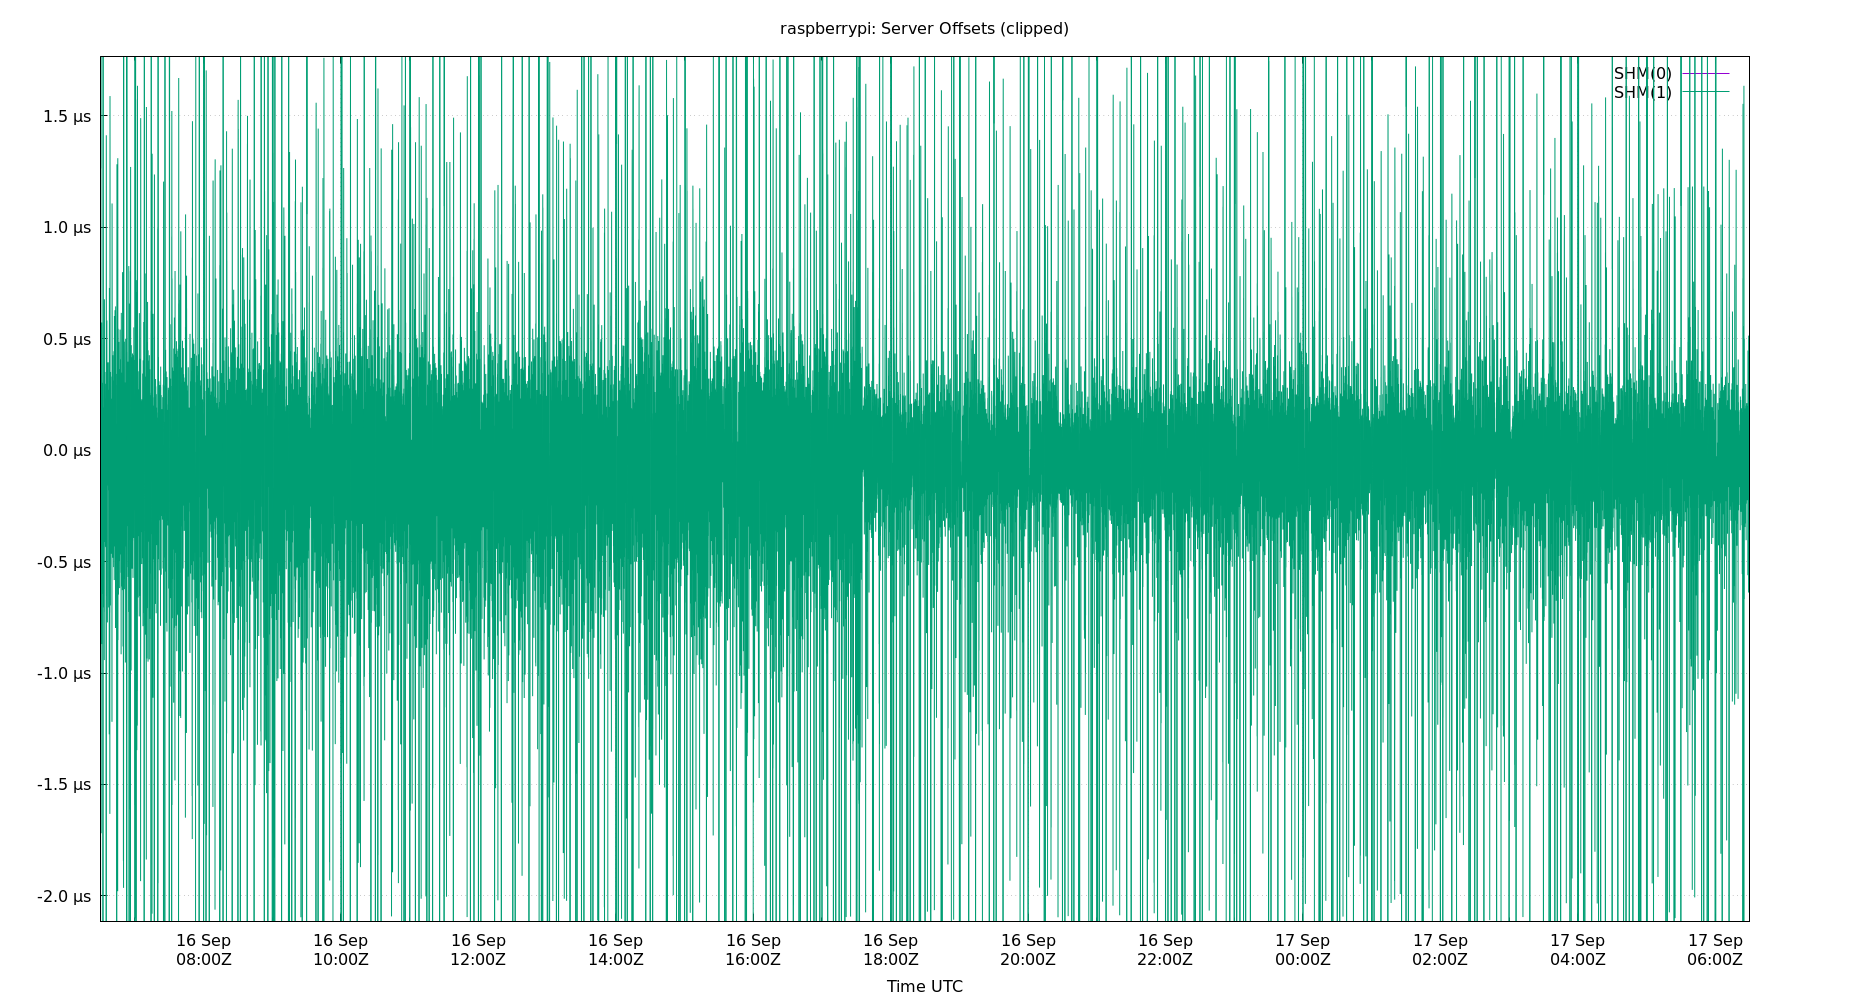 raspberrypi: Server Offsets (clipped)
SHM(0)
SHM(1)
1.5 µs
1.0 µs
0.5 µs
0.0 µs
-0.5 µs
-1.0 µs
-1.5 µs
-2.0 µs
16 Sep 16 Sep 16 Sep 16 Sep 16 Sep 16 Sep 16 Sep 16 Sep 17 Sep 17 Sep 17 Sep 17 Sep
08:00Z 10:00Z 12:00Z 14:00Z 16:00Z 18:00Z 20:00Z 22:00Z 00:00Z 02:00Z 04:00Z 06:00Z
Time UTC